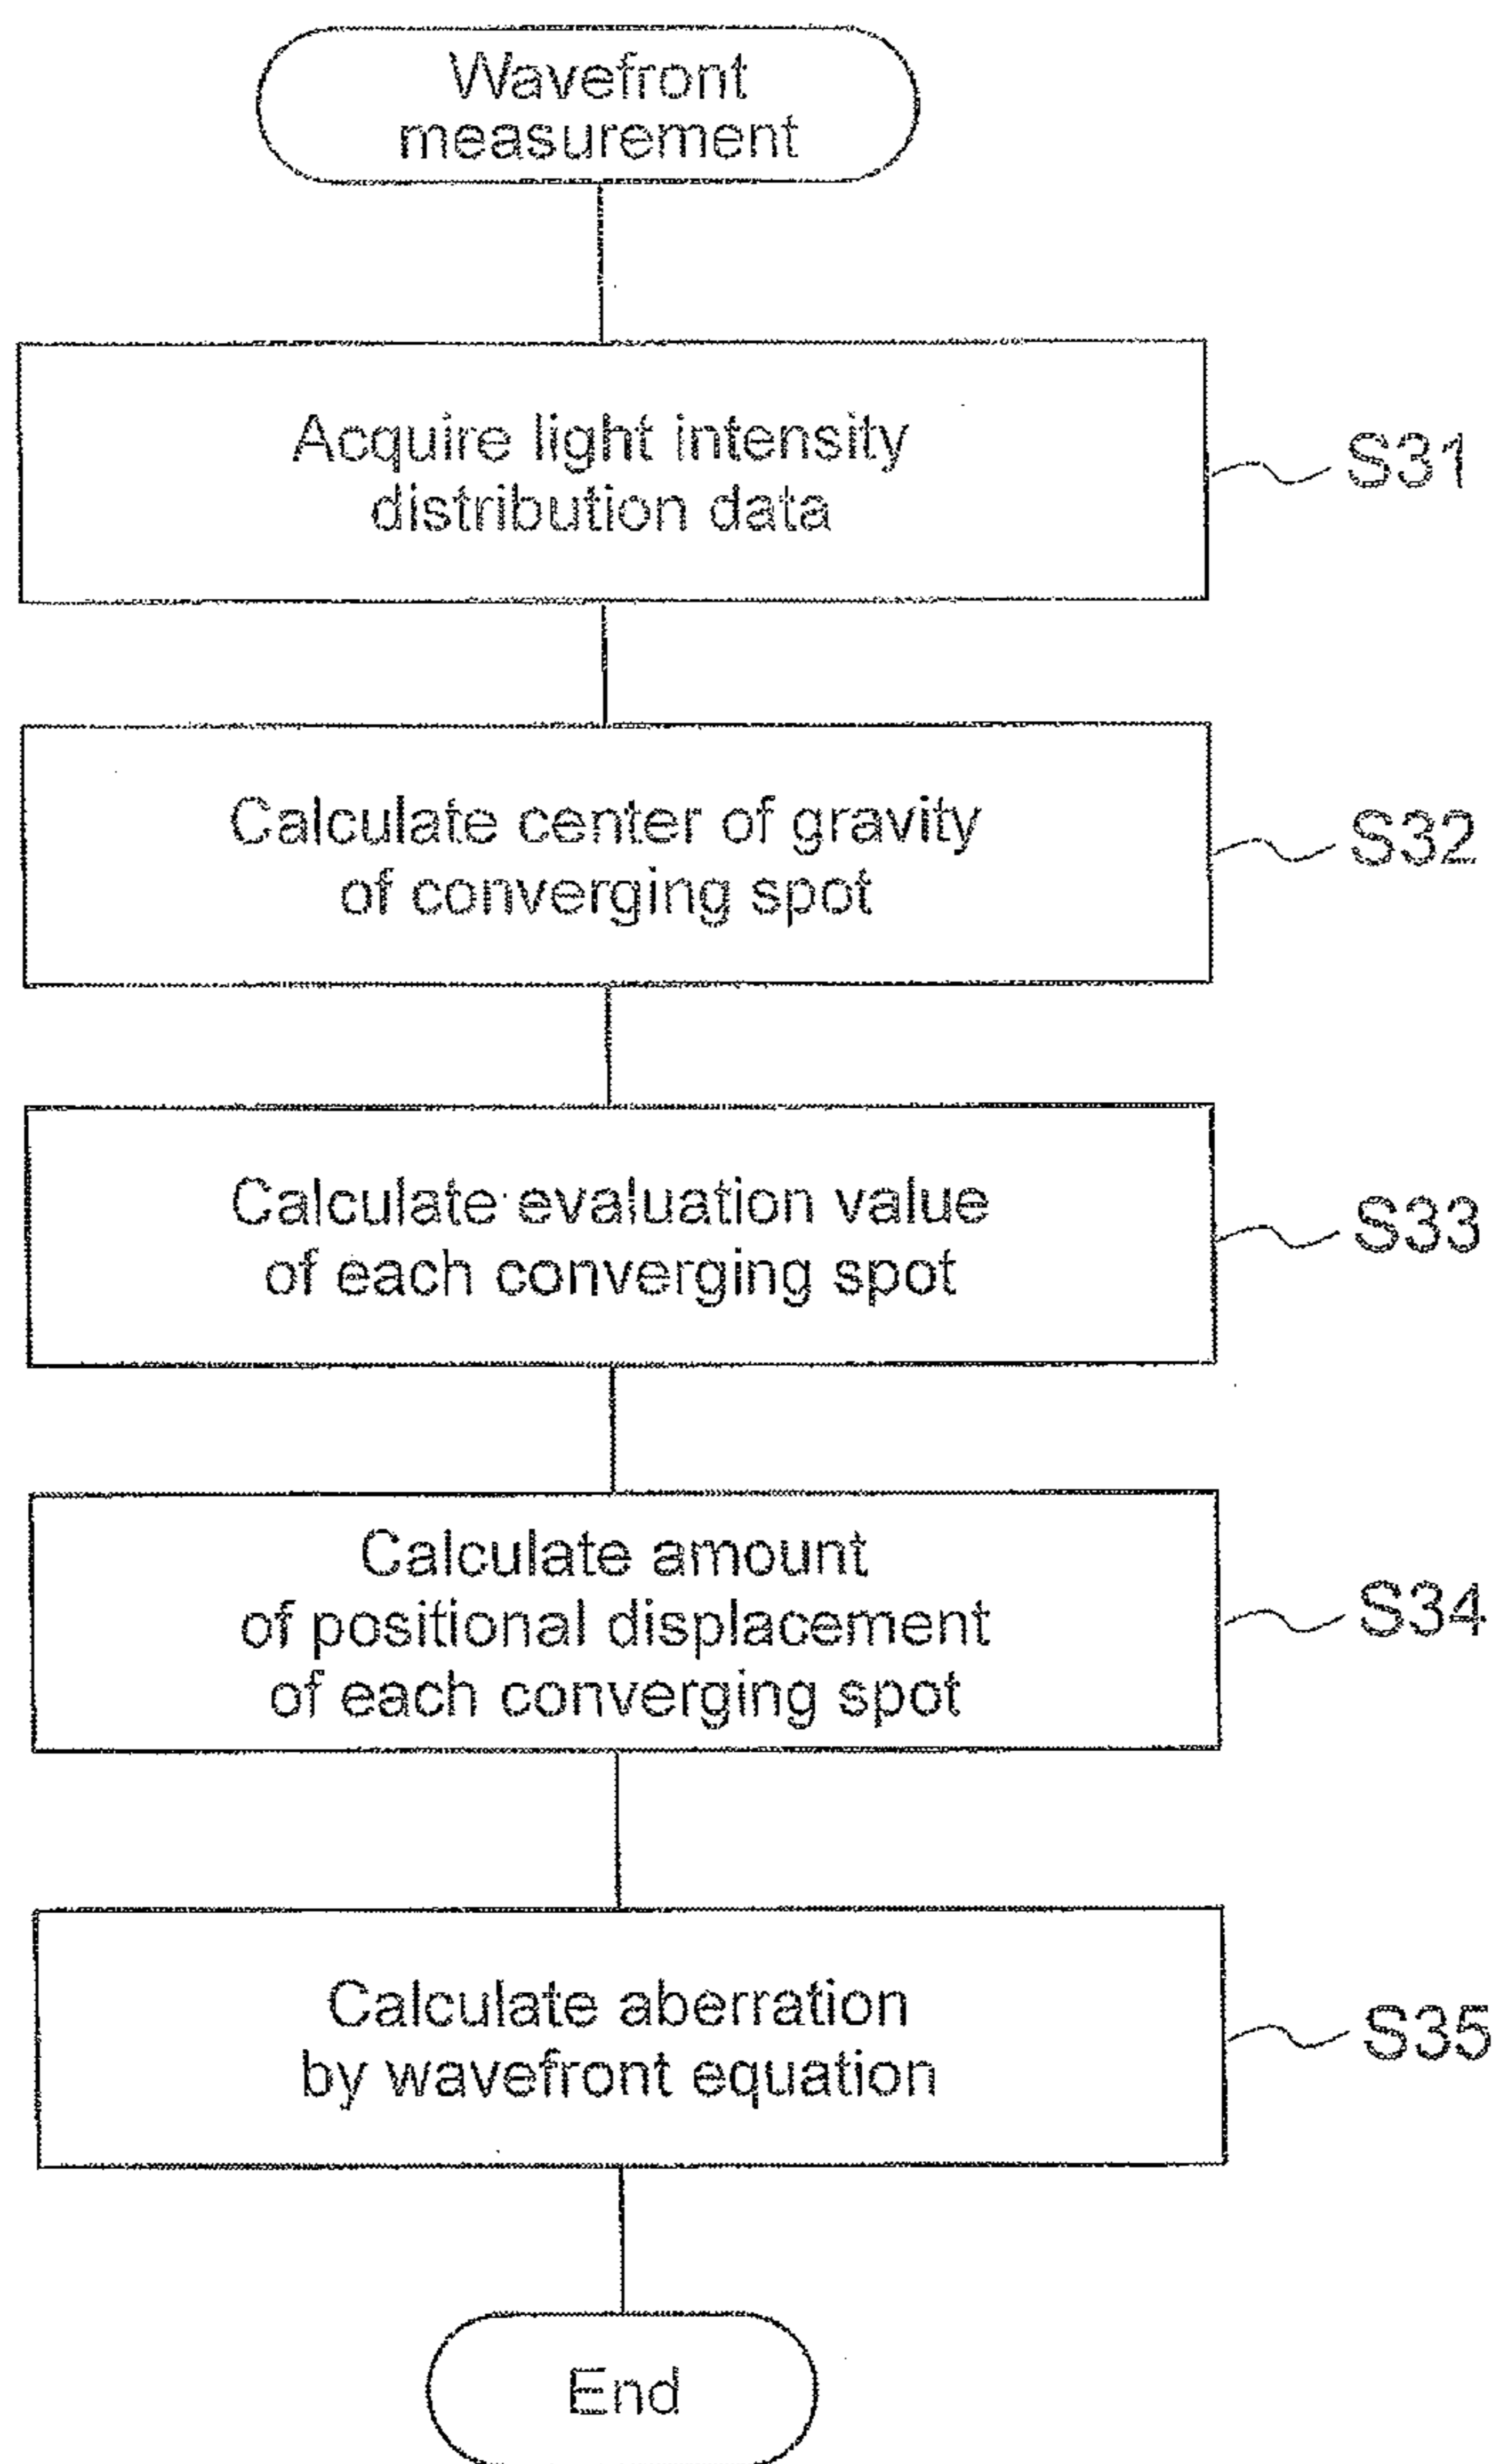 Wavefront
measurement
Acquire light intensity
distribution data
S31
Calculate center of gravity
of converging spot
S32
Calculate evaluation value
of each converging spot
S33
Calculate amount
of positional displacement
of each converging spot
S34
Calculate aberration
by wavefront equation
S35
End